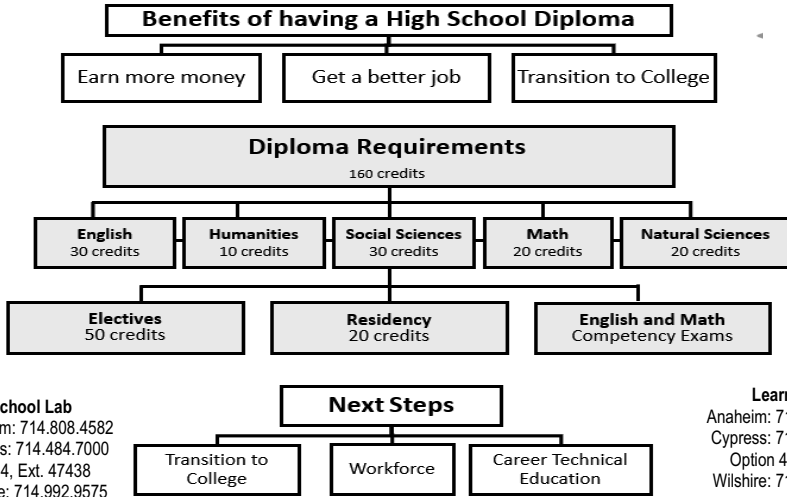 Benefits of having a High School Diploma
Earn more money
Get a better job
Transition to College
Diploma Requirements
160 credits
English
30 credits
Humanities
10 credits
Social Sciences
30 credits
Math
20 credits
Natural Sciences
20 credits
Electives
50 credits
Residency
20 credits
English and Math
Competency Exams
Next Steps
Transition to
College
Workforce
Career Technical
Education
chool Lab
m: 714.808.4582
s: 714.484.7000
4, Ext. 47438
e: 714.992.9575
Learn
Anaheim: 71
Cypress: 71
Option 4
Wilshire: 71